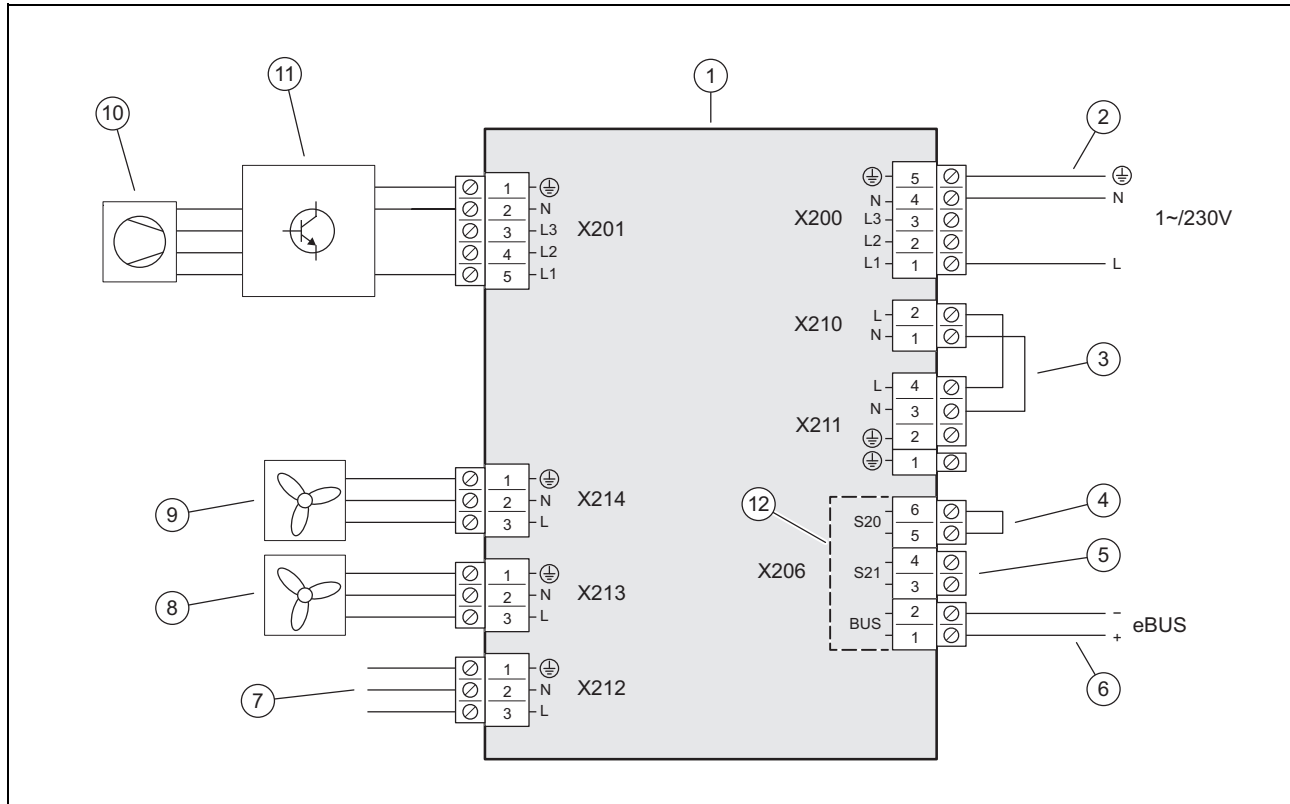 11
10
1
2
1
2 N
3 L3
4 L2
5 L1
X201
X200
5
N 4
L3 3
L2 2
L1 1
N
L
1~/230V
X210
L 2
N 1
3
X211
L 4
N 3
2
1
9
1
2 N
3 L
X214
8
1
2 N
3 L
X213
7
1
2 N
3 L
X212
12
X206
S20
6
5
4
S21
4
3
5
BUS
2
1
−
+
eBUS
6